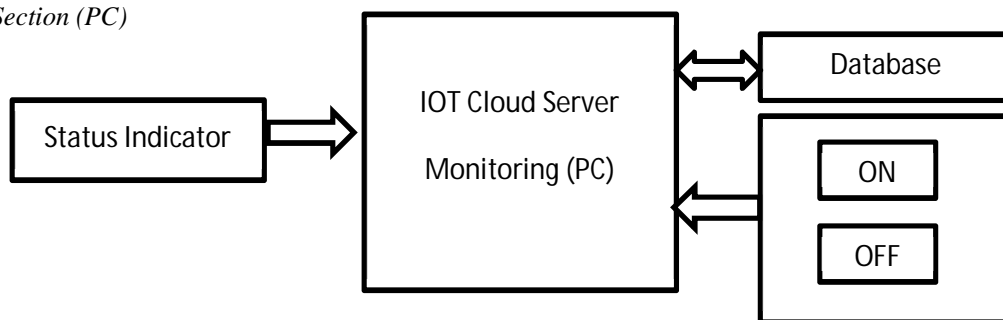 Section (PC)
Status Indicator
IOT Cloud Server
Monitoring (PC)
Database
ON
OFF